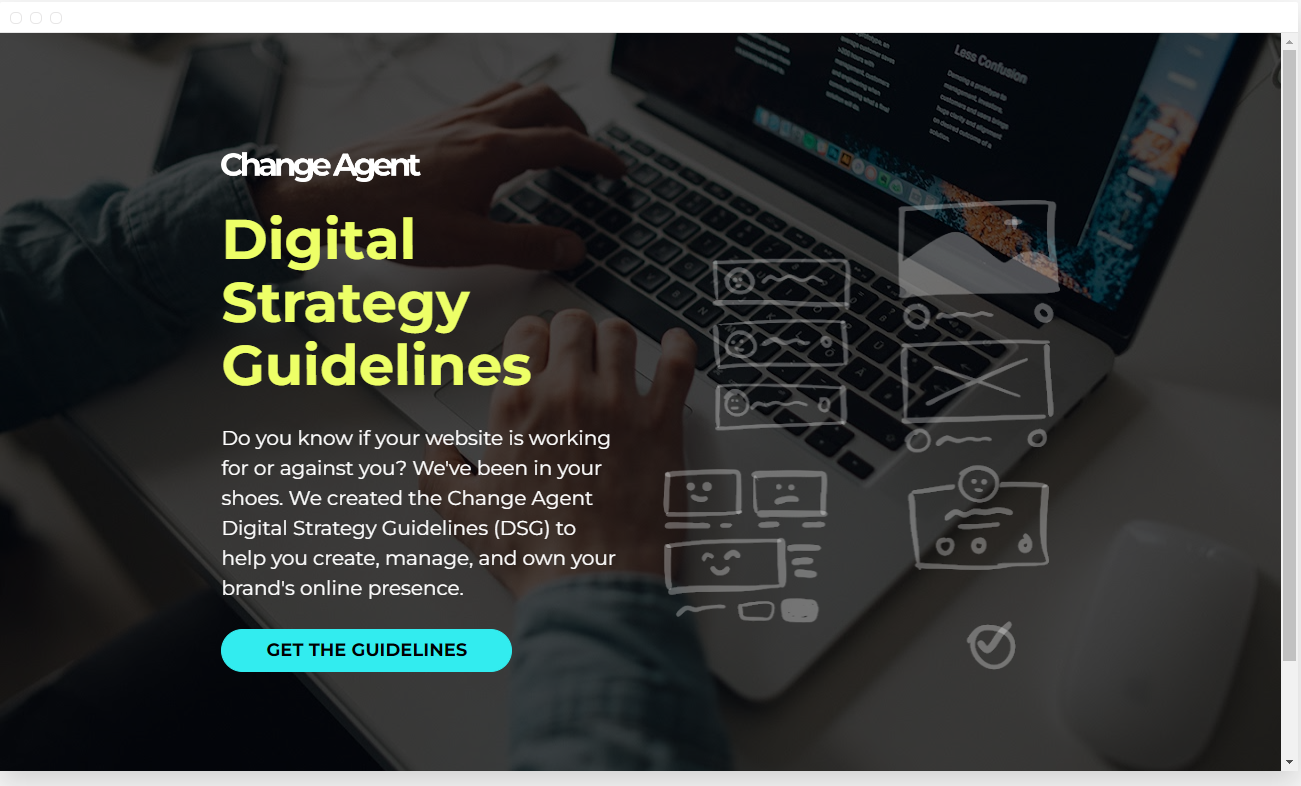 Less Confusion
Change Agent
Digital
Strategy
Guidelines
Do you know if your website is working
for or against you? We've been in your
shoes. We created the Change Agent
Digital Strategy Guidelines (DSG) to
help you create, manage, and own your
brand's online presence.
GET THE GUIDELINES